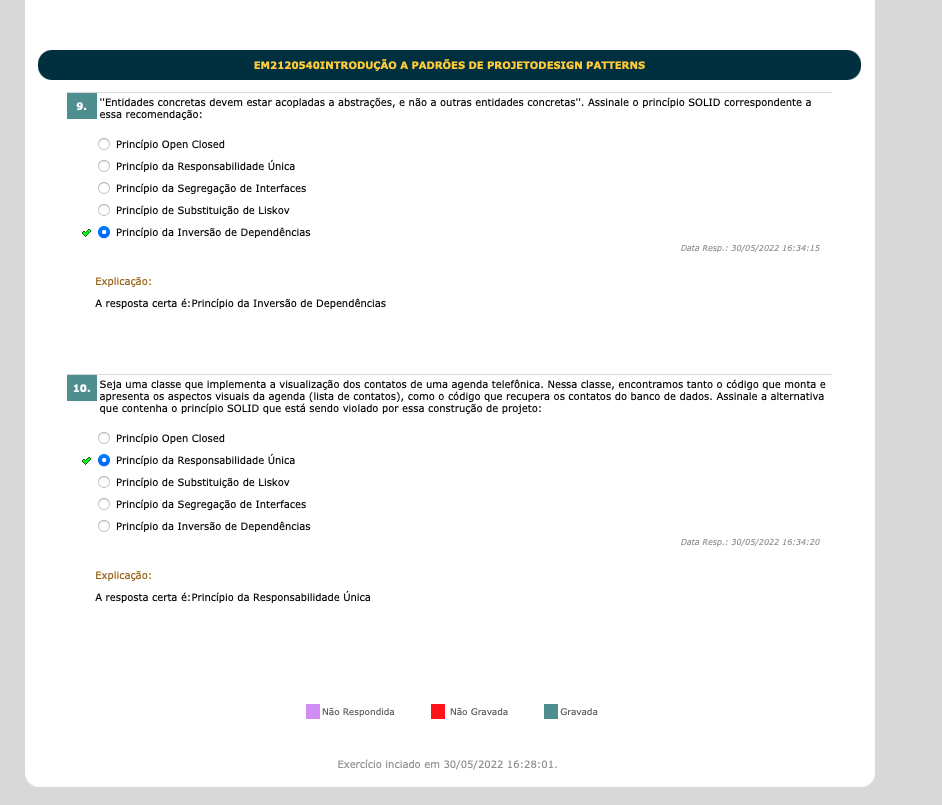 EM2120540INTRODUÇÃO A PADRÕES DE PROJETODESIGN PATTERNS
9. "Entidades concretas devem estar acopladas a abstrações, e não a outras entidades concretas". Assinale o princípio SOLID correspondente a
essa recomendação:
Princípio Open Closed
Princípio da Responsabilidade Única
Princípio da Segregação de Interfaces
Princípio de Substituição de Liskov
Princípio da Inversão de Dependências
Data Resp.: 30/05/2022 16:34:15
Explicação:
A resposta certa é:Princípio da Inversão de Dependências
10. Seja uma classe que implementa a visualização dos contatos de uma agenda telefônica. Nessa classe, encontramos tanto o código que monta e
apresenta os aspectos visuais da agenda (lista de contatos), como o código que recupera os contatos do banco de dados. Assinale a alternativa
que contenha o princípio SOLID que está sendo violado por essa construção de projeto:
Princípio Open Closed
Princípio da Responsabilidade Única
Princípio de Substituição de Liskov
Princípio da Segregação de Interfaces
Princípio da Inversão de Dependências
Data Resp.: 30/05/2022 16:34:20
Explicação:
A resposta certa é:Princípio da Responsabilidade Única
Não Respondida Não Gravada Gravada
Exercício inciado em 30/05/2022 16:28:01.